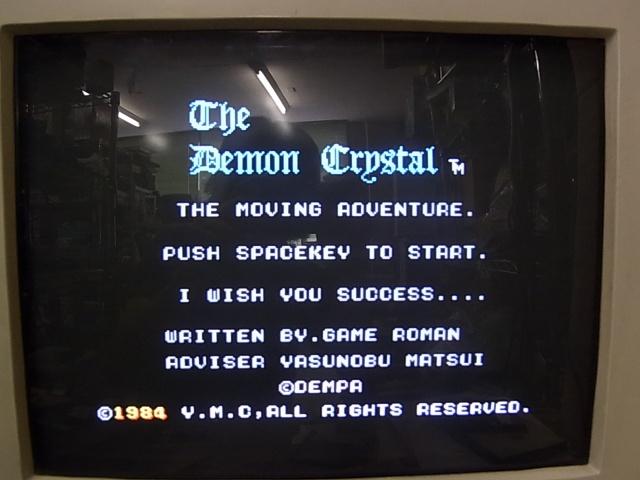 The
Demon Crystal TM
THE MOVING ADVENTURE.
PUSH SPACEKEY TO START.
I WISH YOU SUCCESS....
WRITTEN BY.GAME ROMAN
ADVISER YASUNOBU MATSUI
©DEMPA
©1984 Y.M.C,ALL RIGHTS RESERVED.